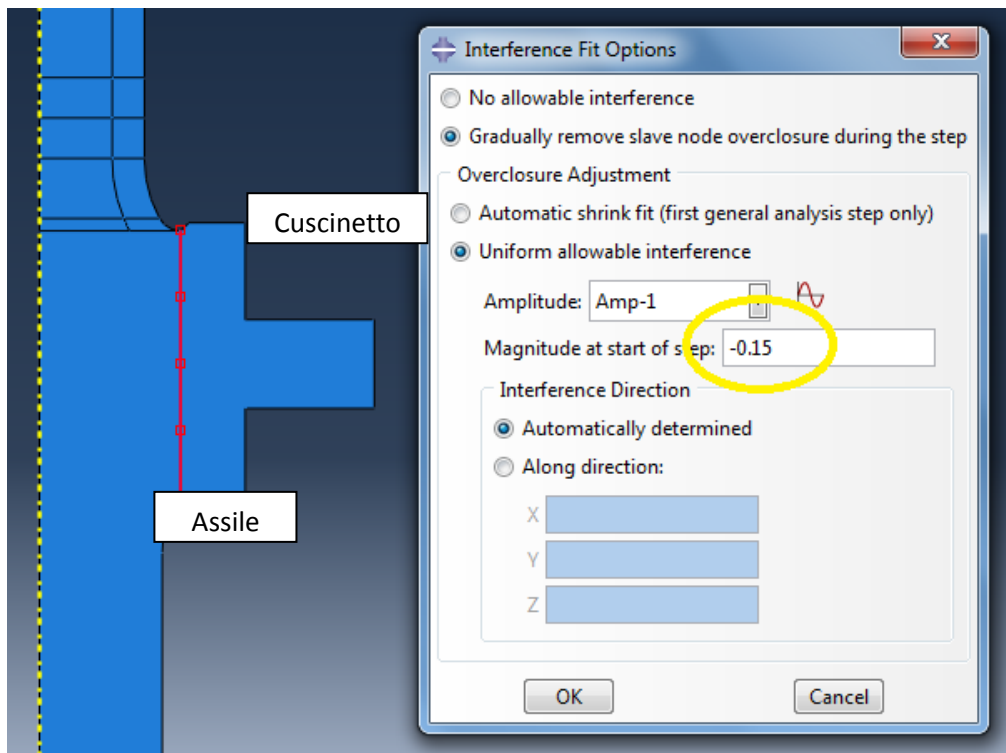 Interference Fit Options
No allowable interference
Gradually remove slave node overclosure during the step
Overclosure Adjustment
Cuscinetto
Automatic shrink fit (first general analysis step only)
Uniform allowable interference
Amplitude: Amp-1
Magnitude at start of step: -0.15
Interference Direction
Automatically determined
Along direction:
X
Assile
Y
Z
OK Cancel